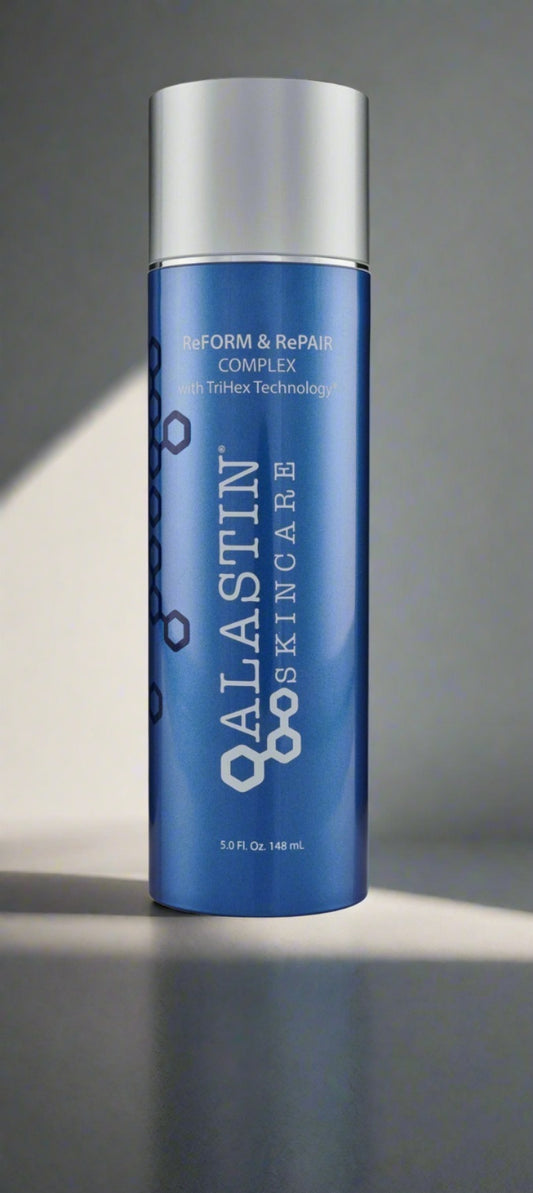 ReFORM & RePAIR
COMPLEX
with TriHex Technology®
ALASTIN®
SKINCARE
5.0 Fl. Oz. 148 mL